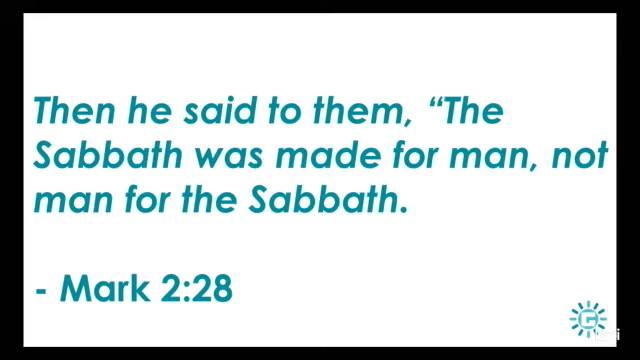 Then he said to them, “The
Sabbath was made for man, not
man for the Sabbath.
- Mark 2:28
G